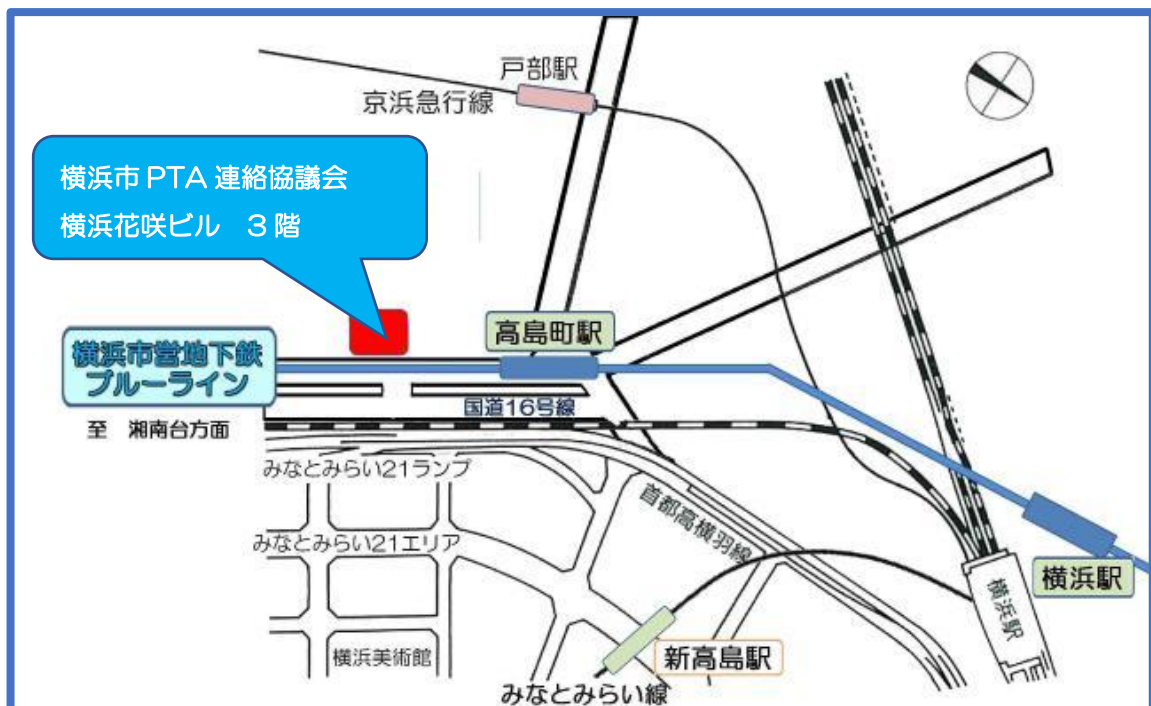 戸部駅
京浜急行線
横浜市 PTA 連絡協議会
横浜花咲ビル　3 階
高島町駅
横浜市営地下鉄
ブルーライン
国道16号線
至　湘南台方面
みなとみらい21ランプ
首都高横羽線
みなとみらい21エリア
横浜駅
横浜駅
横浜美術館
新高島駅
みなとみらい線